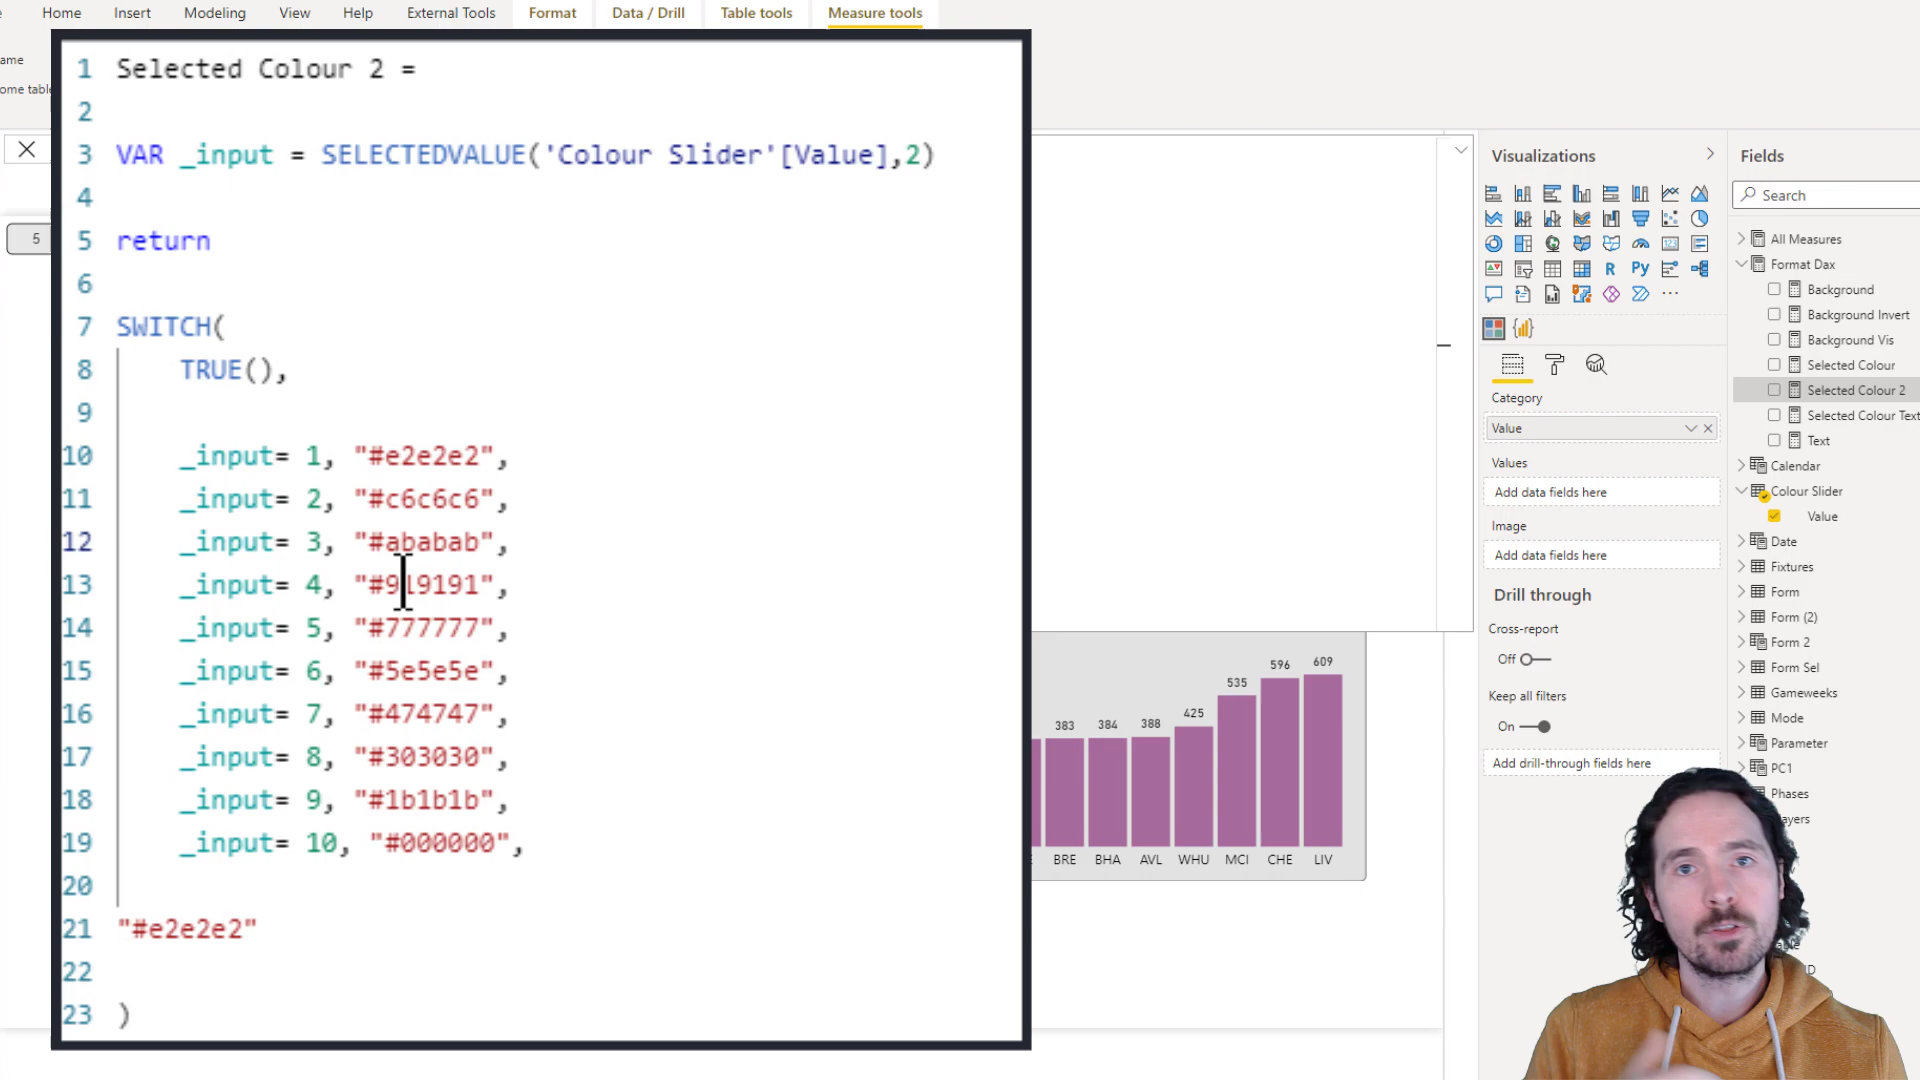 Home Insert Modeling View Help External Tools Format Data / Drill Table tools Measure tools
ame
ome table
5
1 Selected Colour 2 =
2
3 VAR _input = SELECTEDVALUE('Colour Slider'[Value],2)
4
5 return
6
7 SWITCH(
8 TRUE(),
9
10 _input= 1, "#e2e2e2",
11 _input= 2, "#c6c6c6",
12 _input= 3, "#ababab",
13 _input= 4, "#919191",
14 _input= 5, "#777777",
15 _input= 6, "#5e5e5e",
16 _input= 7, "#474747",
17 _input= 8, "#303030",
18 _input= 9, "#1b1b1b",
19 _input= 10, "#000000",
20
21 "#e2e2e2"
22
23 )
383 384 388 425 535 596 609
BRE BHA AVL WHU MCI CHE LIV
Visualizations
R Py
Category
Value
Values
Add data fields here
Image
Add data fields here
Drill through
Cross-report
Off
Keep all filters
On
Add drill-through fields here
Fields
Search
All Measures
Format Dax
Background
Background Invert
Background Vis
Selected Colour
Selected Colour 2
Selected Colour Text
Text
Calendar
Colour Slider
Value
Date
Fixtures
Form
Form (2)
Form 2
Form Sel
Gameweeks
Mode
Parameter
PC1
Phases
ayers